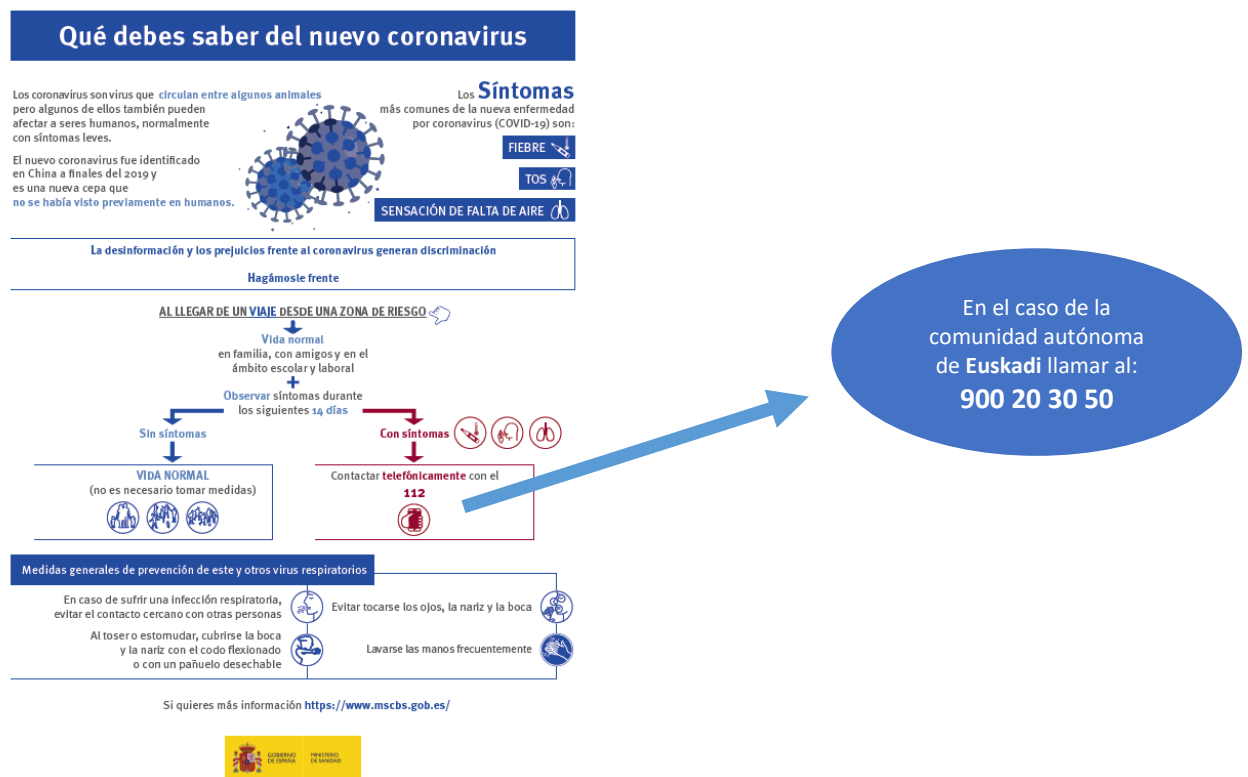 Qué debes saber del nuevo coronavirus
Los coronavirus son virus que circulan entre algunos animales
pero algunos de ellos también pueden
afectar a seres humanos, normalmente
con síntomas leves.
El nuevo coronavirus fue identificado
en China a finales del 2019 y
es una nueva cepa que
no se había visto previamente en humanos.
Los Síntomas
más comunes de la nueva enfermedad
por coronavirus (COVID-19) son:
FIEBRE
TOS
SENSACIÓN DE FALTA DE AIRE
La desinformación y los prejuicios frente al coronavirus generan discriminación
Hagámosle frente
AL LLEGAR DE UN VIAJE DESDE UNA ZONA DE RIESGO
Vida normal
en familia, con amigos y en el
ámbito escolar y laboral
+
Observar síntomas durante
los siguientes 14 días
Sin síntomas
VIDA NORMAL
(no es necesario tomar medidas)
Con síntomas
Contactar telefónicamente con el
112
En el caso de la
comunidad autónoma
de Euskadi llamar al:
900 20 30 50
Medidas generales de prevención de este y otros virus respiratorios
En caso de sufrir una infección respiratoria,
evitar el contacto cercano con otras personas
Al toser o estornudar, cubrirse la boca
y la nariz con el codo flexionado
o con un pañuelo desechable
Evitar tocarse los ojos, la nariz y la boca
Lavarse las manos frecuentemente
Si quieres más información https://www.mscbs.gob.es/
GOBIERNO
DE ESPAÑA
MINISTERIO
DE SANIDAD